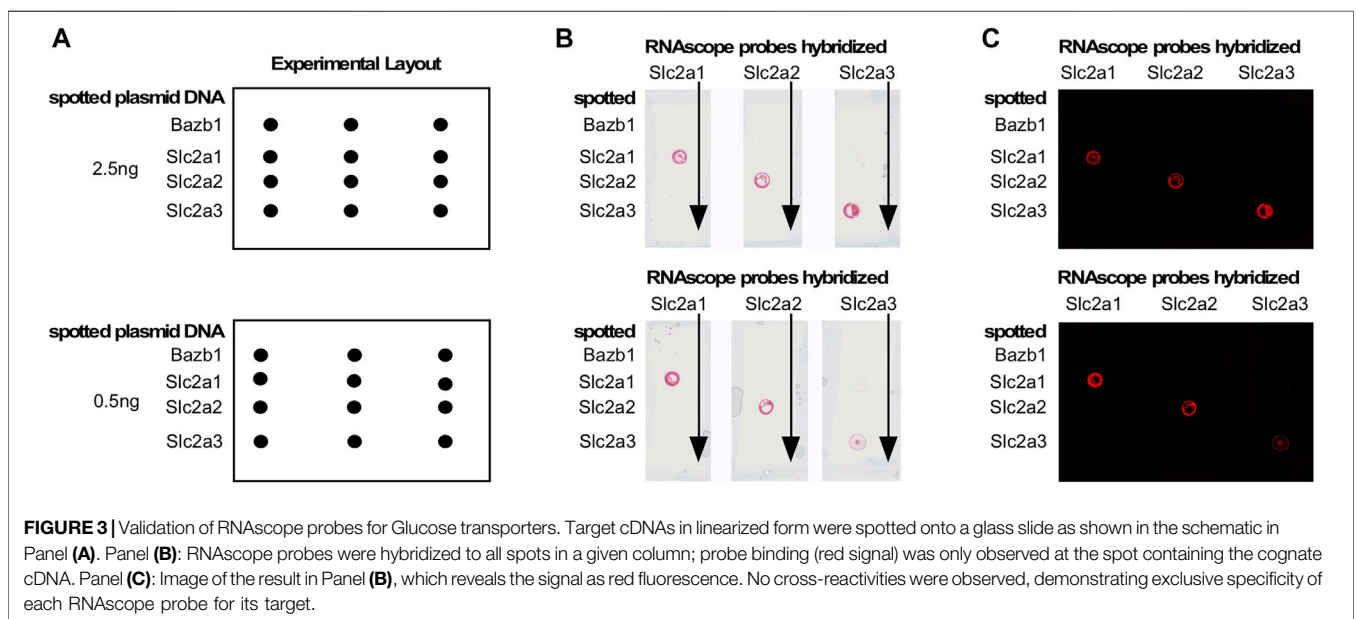 A
Experimental Layout
spotted plasmid DNA
Bazb1
2.5ng
Slc2a1
Slc2a2
Slc2a3
spotted plasmid DNA
Bazb1
Slc2a1
0.5ng
Slc2a2
Slc2a3
B
RNAscope probes hybridized
Slc2a1 Slc2a2 Slc2a3
spotted
Bazb1
Slc2a1
Slc2a2
Slc2a3
RNAscope probes hybridized
Slc2a1 Slc2a2 Slc2a3
spotted
Bazb1
Slc2a1
Slc2a2
Slc2a3
C
RNAscope probes hybridized
Slc2a1 Slc2a2 Slc2a3
spotted
Bazb1
Slc2a1
Slc2a2
Slc2a3
RNAscope probes hybridized
Slc2a1 Slc2a2 Slc2a3
spotted
Bazb1
Slc2a1
Slc2a2
Slc2a3
FIGURE 3 | Validation of RNAscope probes for Glucose transporters. Target cDNAs in linearized form were spotted onto a glass slide as shown in the schematic in
Panel (A). Panel (B): RNAscope probes were hybridized to all spots in a given column; probe binding (red signal) was only observed at the spot containing the cognate
cDNA. Panel (C): Image of the result in Panel (B), which reveals the signal as red fluorescence. No cross-reactivities were observed, demonstrating exclusive specificity of
each RNAscope probe for its target.